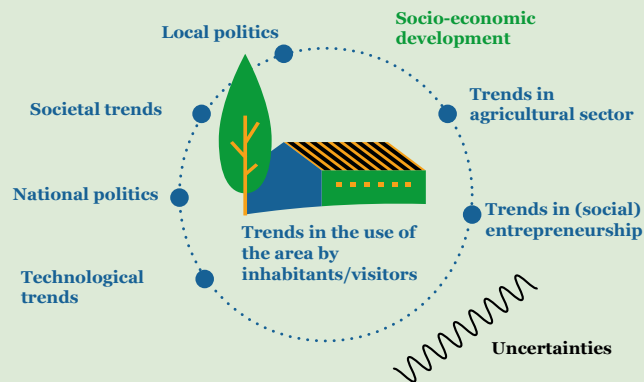 Local politics
Socio-economic
development
Societal trends
Trends in
agricultural sector
National politics
Trends in (social)
entrepreneurship
Trends in the use of
the area by
inhabitants/visitors
Technological
trends
Uncertainties